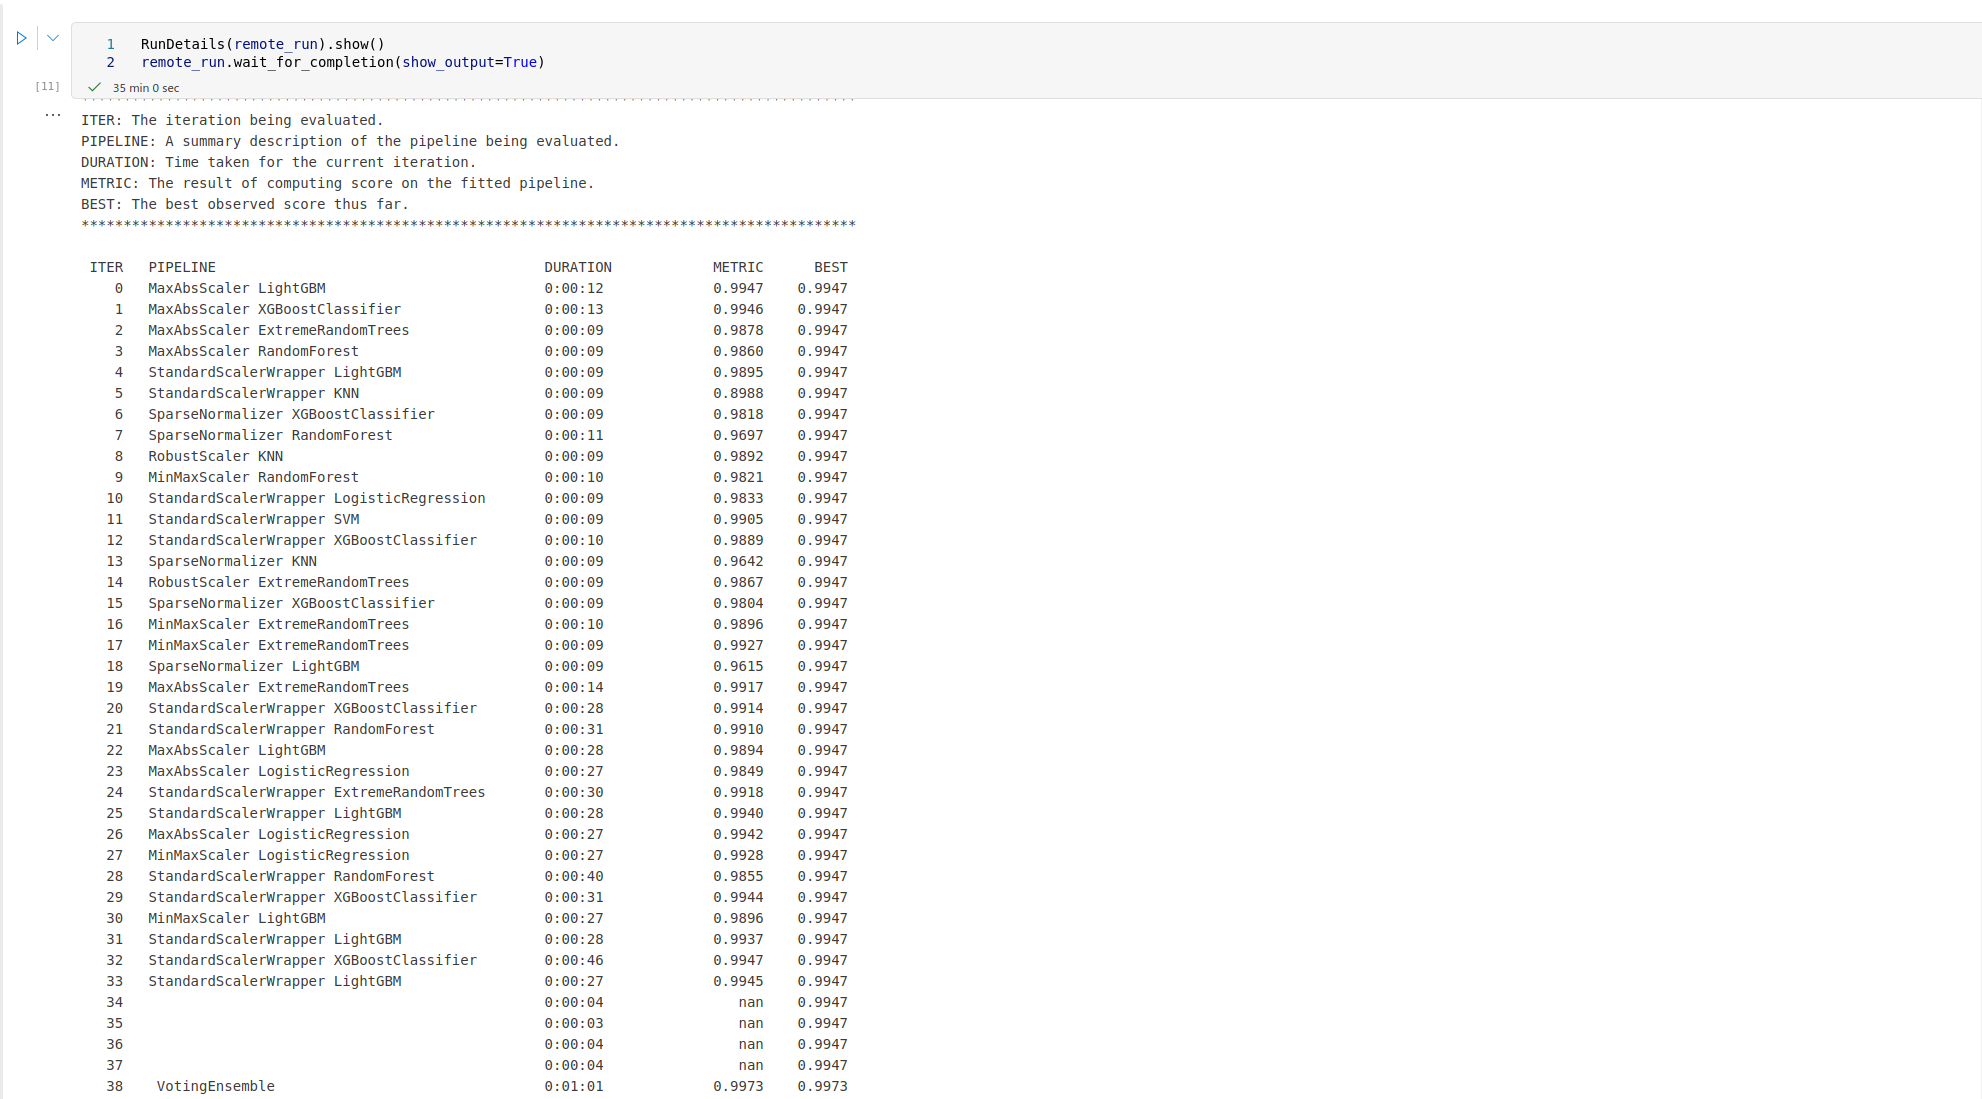 1 RunDetails(remote_run).show()
2 remote_run.wait_for_completion(show_output=True)
[11] 35 min 0 sec
...
ITER: The iteration being evaluated.
PIPELINE: A summary description of the pipeline being evaluated.
DURATION: Time taken for the current iteration.
METRIC: The result of computing score on the fitted pipeline.
BEST: The best observed score thus far.
********************************************************************************************
ITER PIPELINE DURATION METRIC BEST
0 MaxAbsScaler LightGBM 0:00:12 0.9947 0.9947
1 MaxAbsScaler XGBoostClassifier 0:00:13 0.9946 0.9947
2 MaxAbsScaler ExtremeRandomTrees 0:00:09 0.9878 0.9947
3 MaxAbsScaler RandomForest 0:00:09 0.9860 0.9947
4 StandardScalerWrapper LightGBM 0:00:09 0.9895 0.9947
5 StandardScalerWrapper KNN 0:00:09 0.8988 0.9947
6 SparseNormalizer XGBoostClassifier 0:00:09 0.9818 0.9947
7 SparseNormalizer RandomForest 0:00:11 0.9697 0.9947
8 RobustScaler KNN 0:00:09 0.9892 0.9947
9 MinMaxScaler RandomForest 0:00:10 0.9821 0.9947
10 StandardScalerWrapper LogisticRegression 0:00:09 0.9833 0.9947
11 StandardScalerWrapper SVM 0:00:09 0.9905 0.9947
12 StandardScalerWrapper XGBoostClassifier 0:00:10 0.9889 0.9947
13 SparseNormalizer KNN 0:00:09 0.9642 0.9947
14 RobustScaler ExtremeRandomTrees 0:00:09 0.9867 0.9947
15 SparseNormalizer XGBoostClassifier 0:00:09 0.9804 0.9947
16 MinMaxScaler ExtremeRandomTrees 0:00:10 0.9896 0.9947
17 MinMaxScaler ExtremeRandomTrees 0:00:09 0.9927 0.9947
18 SparseNormalizer LightGBM 0:00:09 0.9615 0.9947
19 MaxAbsScaler ExtremeRandomTrees 0:00:14 0.9917 0.9947
20 StandardScalerWrapper XGBoostClassifier 0:00:28 0.9914 0.9947
21 StandardScalerWrapper RandomForest 0:00:31 0.9910 0.9947
22 MaxAbsScaler LightGBM 0:00:28 0.9894 0.9947
23 MaxAbsScaler LogisticRegression 0:00:27 0.9849 0.9947
24 StandardScalerWrapper ExtremeRandomTrees 0:00:30 0.9918 0.9947
25 StandardScalerWrapper LightGBM 0:00:28 0.9940 0.9947
26 MaxAbsScaler LogisticRegression 0:00:27 0.9942 0.9947
27 MinMaxScaler LogisticRegression 0:00:27 0.9928 0.9947
28 StandardScalerWrapper RandomForest 0:00:40 0.9855 0.9947
29 StandardScalerWrapper XGBoostClassifier 0:00:31 0.9944 0.9947
30 MinMaxScaler LightGBM 0:00:27 0.9896 0.9947
31 StandardScalerWrapper LightGBM 0:00:28 0.9937 0.9947
32 StandardScalerWrapper XGBoostClassifier 0:00:46 0.9947 0.9947
33 StandardScalerWrapper LightGBM 0:00:27 0.9945 0.9947
34 0:00:04 nan 0.9947
35 0:00:03 nan 0.9947
36 0:00:04 nan 0.9947
37 0:00:04 nan 0.9947
38 VotingEnsemble 0:01:01 0.9973 0.9973